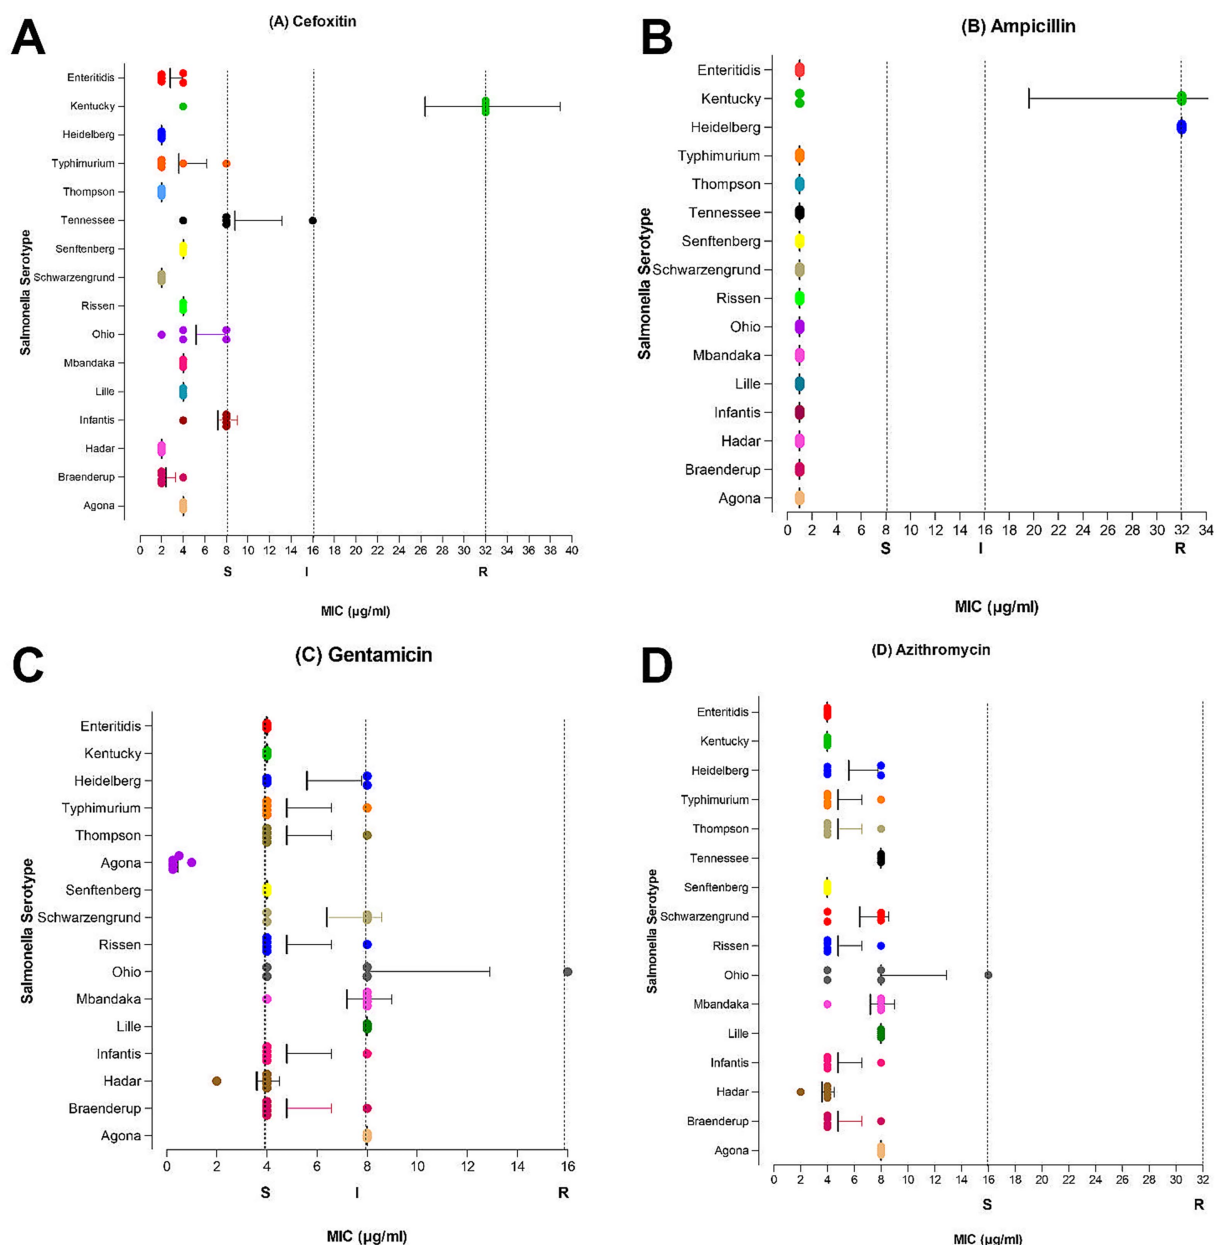 A
(A) Cefoxitin
Salmonella Serotype
Enteritidis
Kentucky
Heidelberg
Typhimurium
Thompson
Tennessee
Senftenberg
Schwarzengrund
Rissen
Ohio
Mbandaka
Lille
Infantis
Hadar
Braenderup
Agona
0 2 4 6 8 10 12 14 16 18 20 22 24 26 28 30 32 34 36 38 40
S I R
MIC (µg/ml)
B
(B) Ampicillin
Salmonella Serotype
Enteritidis
Kentucky
Heidelberg
Typhimurium
Thompson
Tennessee
Senftenberg
Schwarzengrund
Rissen
Ohio
Mbandaka
Lille
Infantis
Hadar
Braenderup
Agona
0 2 4 6 8 10 12 14 16 18 20 22 24 26 28 30 32 34
S I R
MIC (µg/ml)
C
(C) Gentamicin
Salmonella Serotype
Enteritidis
Kentucky
Heidelberg
Typhimurium
Thompson
Agona
Senftenberg
Schwarzengrund
Rissen
Ohio
Mbandaka
Lille
Infantis
Hadar
Braenderup
Agona
0 2 4 6 8 10 12 14 16
S I R
MIC (µg/ml)
D
(D) Azithromycin
Salmonella Serotype
Enteritidis
Kentucky
Heidelberg
Typhimurium
Thompson
Tennessee
Senftenberg
Schwarzengrund
Rissen
Ohio
Mbandaka
Lille
Infantis
Hadar
Braenderup
Agona
0 2 4 6 8 10 12 14 16 18 20 22 24 26 28 30 32
S R
MIC (µg/ml)